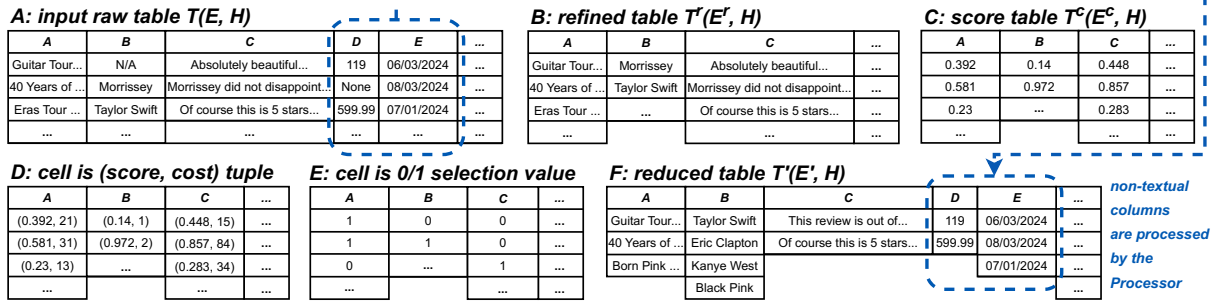 A: input raw table T(E, H)
A B C D E ...
Guitar Tour... N/A Absolutely beautiful... 119 06/03/2024 ...
40 Years of ... Morrissey Morrissey did not disappoint... None 08/03/2024 ...
Eras Tour ... Taylor Swift Of course this is 5 stars... 599.99 07/01/2024 ...
... ... ... ... ...
B: refined table Tʳ(Eʳ, H)
A B C ...
Guitar Tour... Morrissey Absolutely beautiful... ...
40 Years of ... Taylor Swift Morrissey did not disappoint... ...
Eras Tour ... ... Of course this is 5 stars... ...
... ... ...
C: score table Tᶜ(Eᶜ, H)
A B C ...
0.392 0.14 0.448 ...
0.581 0.972 0.857 ...
0.23 ... 0.283 ...
... ... ...
D: cell is (score, cost) tuple
A B C ...
(0.392, 21) (0.14, 1) (0.448, 15) ...
(0.581, 31) (0.972, 2) (0.857, 84) ...
(0.23, 13) ... (0.283, 34) ...
... ... ...
E: cell is 0/1 selection value
A B C ...
1 0 0 ...
1 1 0 ...
0 ... 1 ...
... ... ...
F: reduced table T'(E', H)
A B C D E ...
Guitar Tour... Taylor Swift This review is out of... 119 06/03/2024 ...
40 Years of ... Eric Clapton Of course this is 5 stars... 599.99 08/03/2024 ...
Born Pink ... Kanye West 07/01/2024 ...
Black Pink ...
non-textual
columns
are processed
by the
Processor